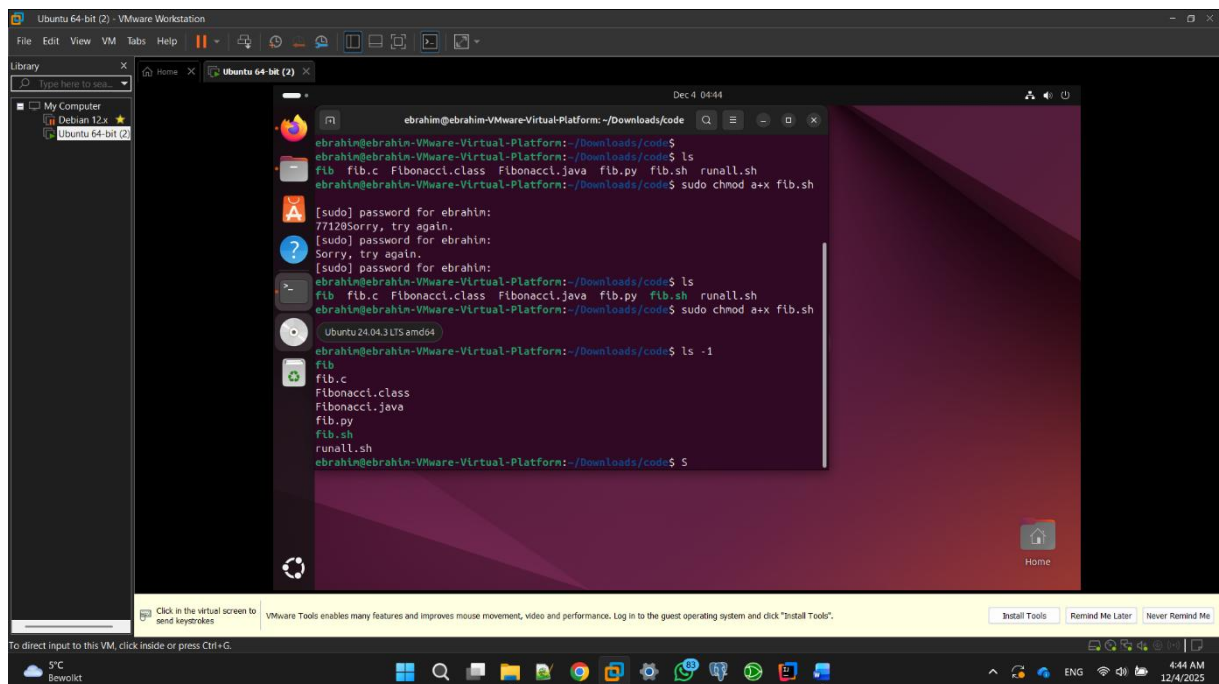 Ubuntu 64-bit (2) - VMware Workstation
File Edit View VM Tabs Help
Library X
Home X Ubuntu 64-bit (2) X
Type here to sea...
My Computer
Debian 12.x
Ubuntu 64-bit (2)
Dec 4 04:44
ebrahim@ebrahim-VMware-Virtual-Platform: ~/Downloads/code
ebrahim@ebrahim-VMware-Virtual-Platform:~/Downloads/code$
ebrahim@ebrahim-VMware-Virtual-Platform:~/Downloads/code$ ls
fib fib.c Fibonacci.class Fibonacci.java fib.py fib.sh runall.sh
ebrahim@ebrahim-VMware-Virtual-Platform:~/Downloads/code$ sudo chmod a+x fib.sh
[sudo] password for ebrahim:
77120Sorry, try again.
[sudo] password for ebrahim:
Sorry, try again.
[sudo] password for ebrahim:
ebrahim@ebrahim-VMware-Virtual-Platform:~/Downloads/code$ ls
fib fib.c Fibonacci.class Fibonacci.java fib.py fib.sh runall.sh
ebrahim@ebrahim-VMware-Virtual-Platform:~/Downloads/code$ sudo chmod a+x fib.sh
Ubuntu 24.04.3 LTS amd64
ebrahim@ebrahim-VMware-Virtual-Platform:~/Downloads/code$ ls -1
fib
fib.c
Fibonacci.class
Fibonacci.java
fib.py
fib.sh
runall.sh
ebrahim@ebrahim-VMware-Virtual-Platform:~/Downloads/code$ S
Home
Click in the virtual screen to
send keystrokes
VMware Tools enables many features and improves mouse movement, video and performance. Log in to the guest operating system and click "Install Tools".
Install Tools Remind Me Later Never Remind Me
To direct input to this VM, click inside or press Ctrl+G.
5°C
Bewolkt
83
ENG
4:44 AM
12/4/2025